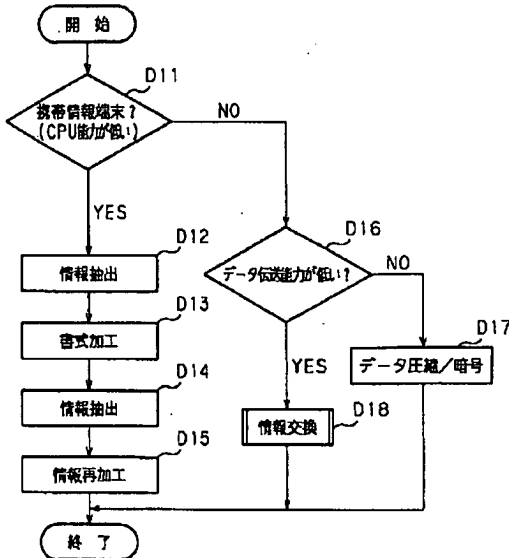 開 始
D11
携帯情報端末？
(CPU能力が低い)
NO
YES
D16
データ伝送能力が低い？
NO
D12
情報抽出
D13
書式加工
D17
データ圧縮／暗号
YES
D14
情報抽出
D18
情報交換
D15
情報再加工
終 了